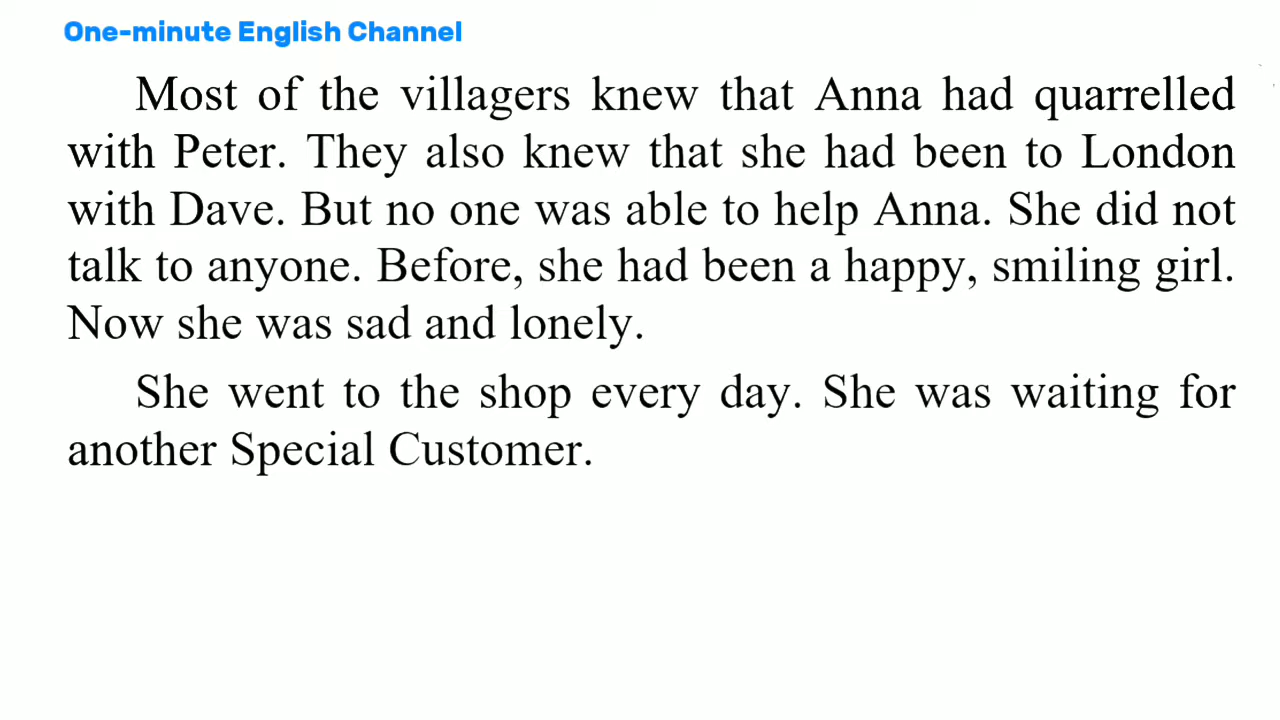 One-minute English Channel
Most of the villagers knew that Anna had quarrelled
with Peter. They also knew that she had been to London
with Dave. But no one was able to help Anna. She did not
talk to anyone. Before, she had been a happy, smiling girl.
Now she was sad and lonely.
She went to the shop every day. She was waiting for
another Special Customer.